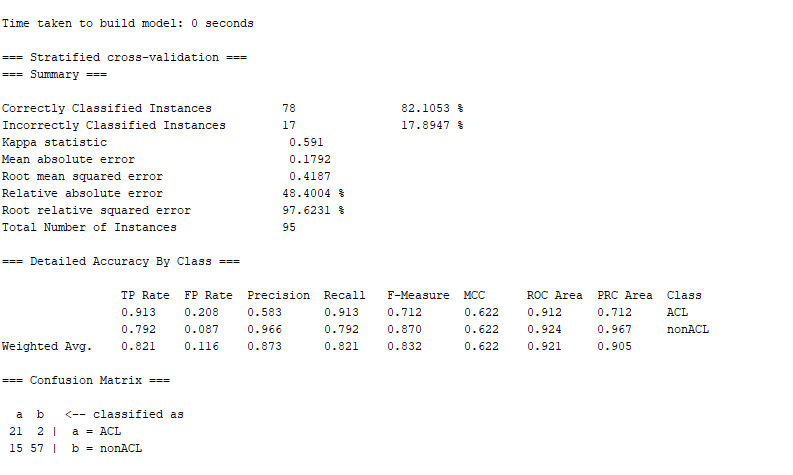 Time taken to build model: 0 seconds
=== Stratified cross-validation ===
=== Summary ===
Correctly Classified Instances 78 82.1053 %
Incorrectly Classified Instances 17 17.8947 %
Kappa statistic 0.591
Mean absolute error 0.1792
Root mean squared error 0.4187
Relative absolute error 48.4004 %
Root relative squared error 97.6231 %
Total Number of Instances 95
=== Detailed Accuracy By Class ===
TP Rate FP Rate Precision Recall F-Measure MCC ROC Area PRC Area Class
0.913 0.208 0.583 0.913 0.712 0.622 0.912 0.712 ACL
0.792 0.087 0.966 0.792 0.870 0.622 0.924 0.967 nonACL
Weighted Avg. 0.821 0.116 0.873 0.821 0.832 0.622 0.921 0.905
=== Confusion Matrix ===
a b <-- classified as
21 2 | a = ACL
15 57 | b = nonACL